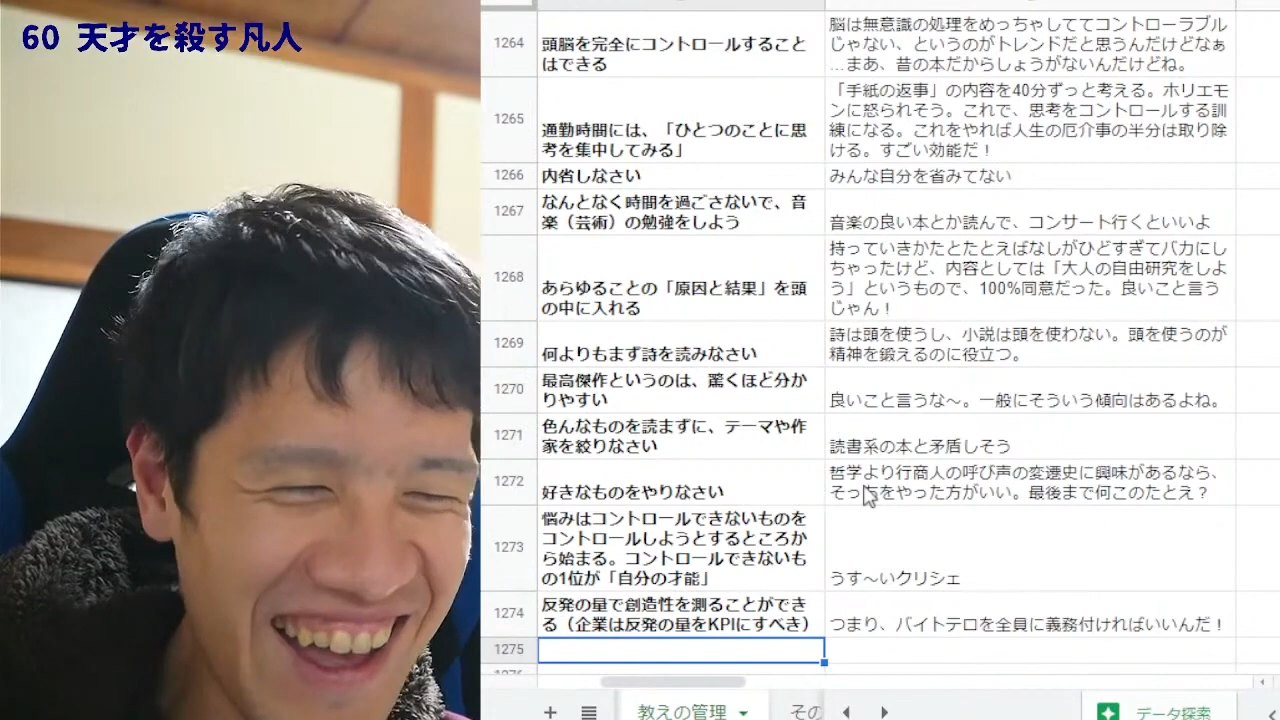 60 天才を殺す凡人
1264
頭脳を完全にコントロールすること
はできる
脳は無意識の処理をめっちゃしててコントローラブル
じゃない、というのがトレンドだと思うんだけどなぁ
…まあ、昔の本だからしょうがないんだけどね。
1265
通勤時間には、「ひとつのことに思
考を集中してみる」
「手紙の返事」の内容を40分ずっと考える。ホリエモ
ンに怒られそう。これで、思考をコントロールする訓
練になる。これをやれば人生の厄介事の半分は取り除
ける。すごい効能だ！
1266
内省しなさい
みんな自分を省みてない
1267
なんとなく時間を過ごさないで、音
楽（芸術）の勉強をしよう
音楽の良い本とか読んで、コンサート行くといいよ
1268
あらゆることの「原因と結果」を頭
の中に入れる
持っていきかたとたとえばなしがひどすぎてバカにし
ちゃったけど、内容としては「大人の自由研究をしよ
う」というもので、100%同意だった。良いこと言う
じゃん！
1269
何よりもまず詩を読みなさい
詩は頭を使うし、小説は頭を使わない。頭を使うのが
精神を鍛えるのに役立つ。
1270
最高傑作というのは、驚くほど分か
りやすい
良いこと言うな～。一般にそういう傾向はあるよね。
1271
色んなものを読まずに、テーマや作
家を絞りなさい
読書系の本と矛盾しそう
1272
好きなものをやりなさい
哲学より行商人の呼び声の変遷史に興味があるなら、
そっちをやった方がいい。最後まで何このたとえ？
1273
悩みはコントロールできないものを
コントロールしようとするところか
ら始まる。コントロールできないも
の1位が「自分の才能」
うす～いクリシェ
1274
反発の量で創造性を測ることができ
る（企業は反発の量をKPIにすべき）
つまり、バイトテロを全員に義務付ければいいんだ！
1275
教えの管理
その
データ探索